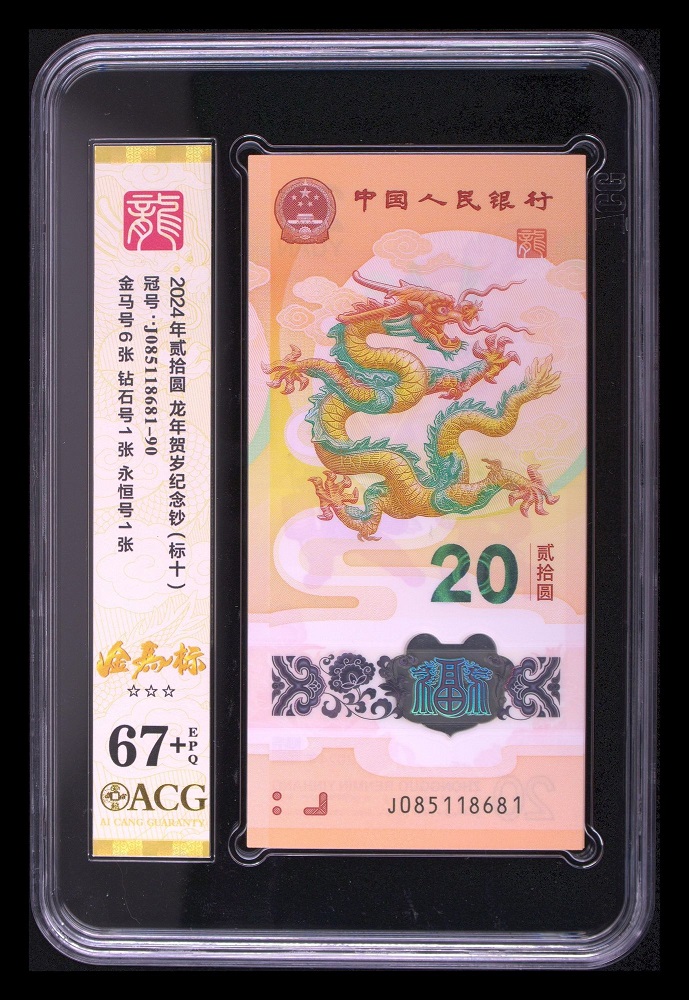 龍
2024年贰拾圆 龙年贺岁纪念钞（标十）
冠号：J085118681-90
金马号6张 钻石号1张 永恒号1张
金马标
☆☆☆
67+EPQ
ACG
AI CANG GUARANTY
中国人民银行
龍
20
贰拾圆
福
J085118681
ACG